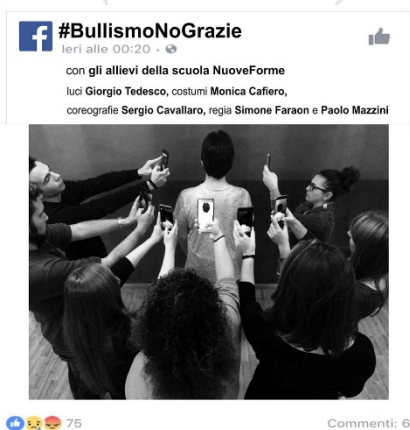 #BullismoNoGrazie
Ieri alle 00:20 ·
con gli allievi della scuola NuoveForme
luci Giorgio Tedesco, costumi Monica Cafiero,
coreografie Sergio Cavallaro, regia Simone Faraon e Paolo Mazzini
75
Commenti: 6